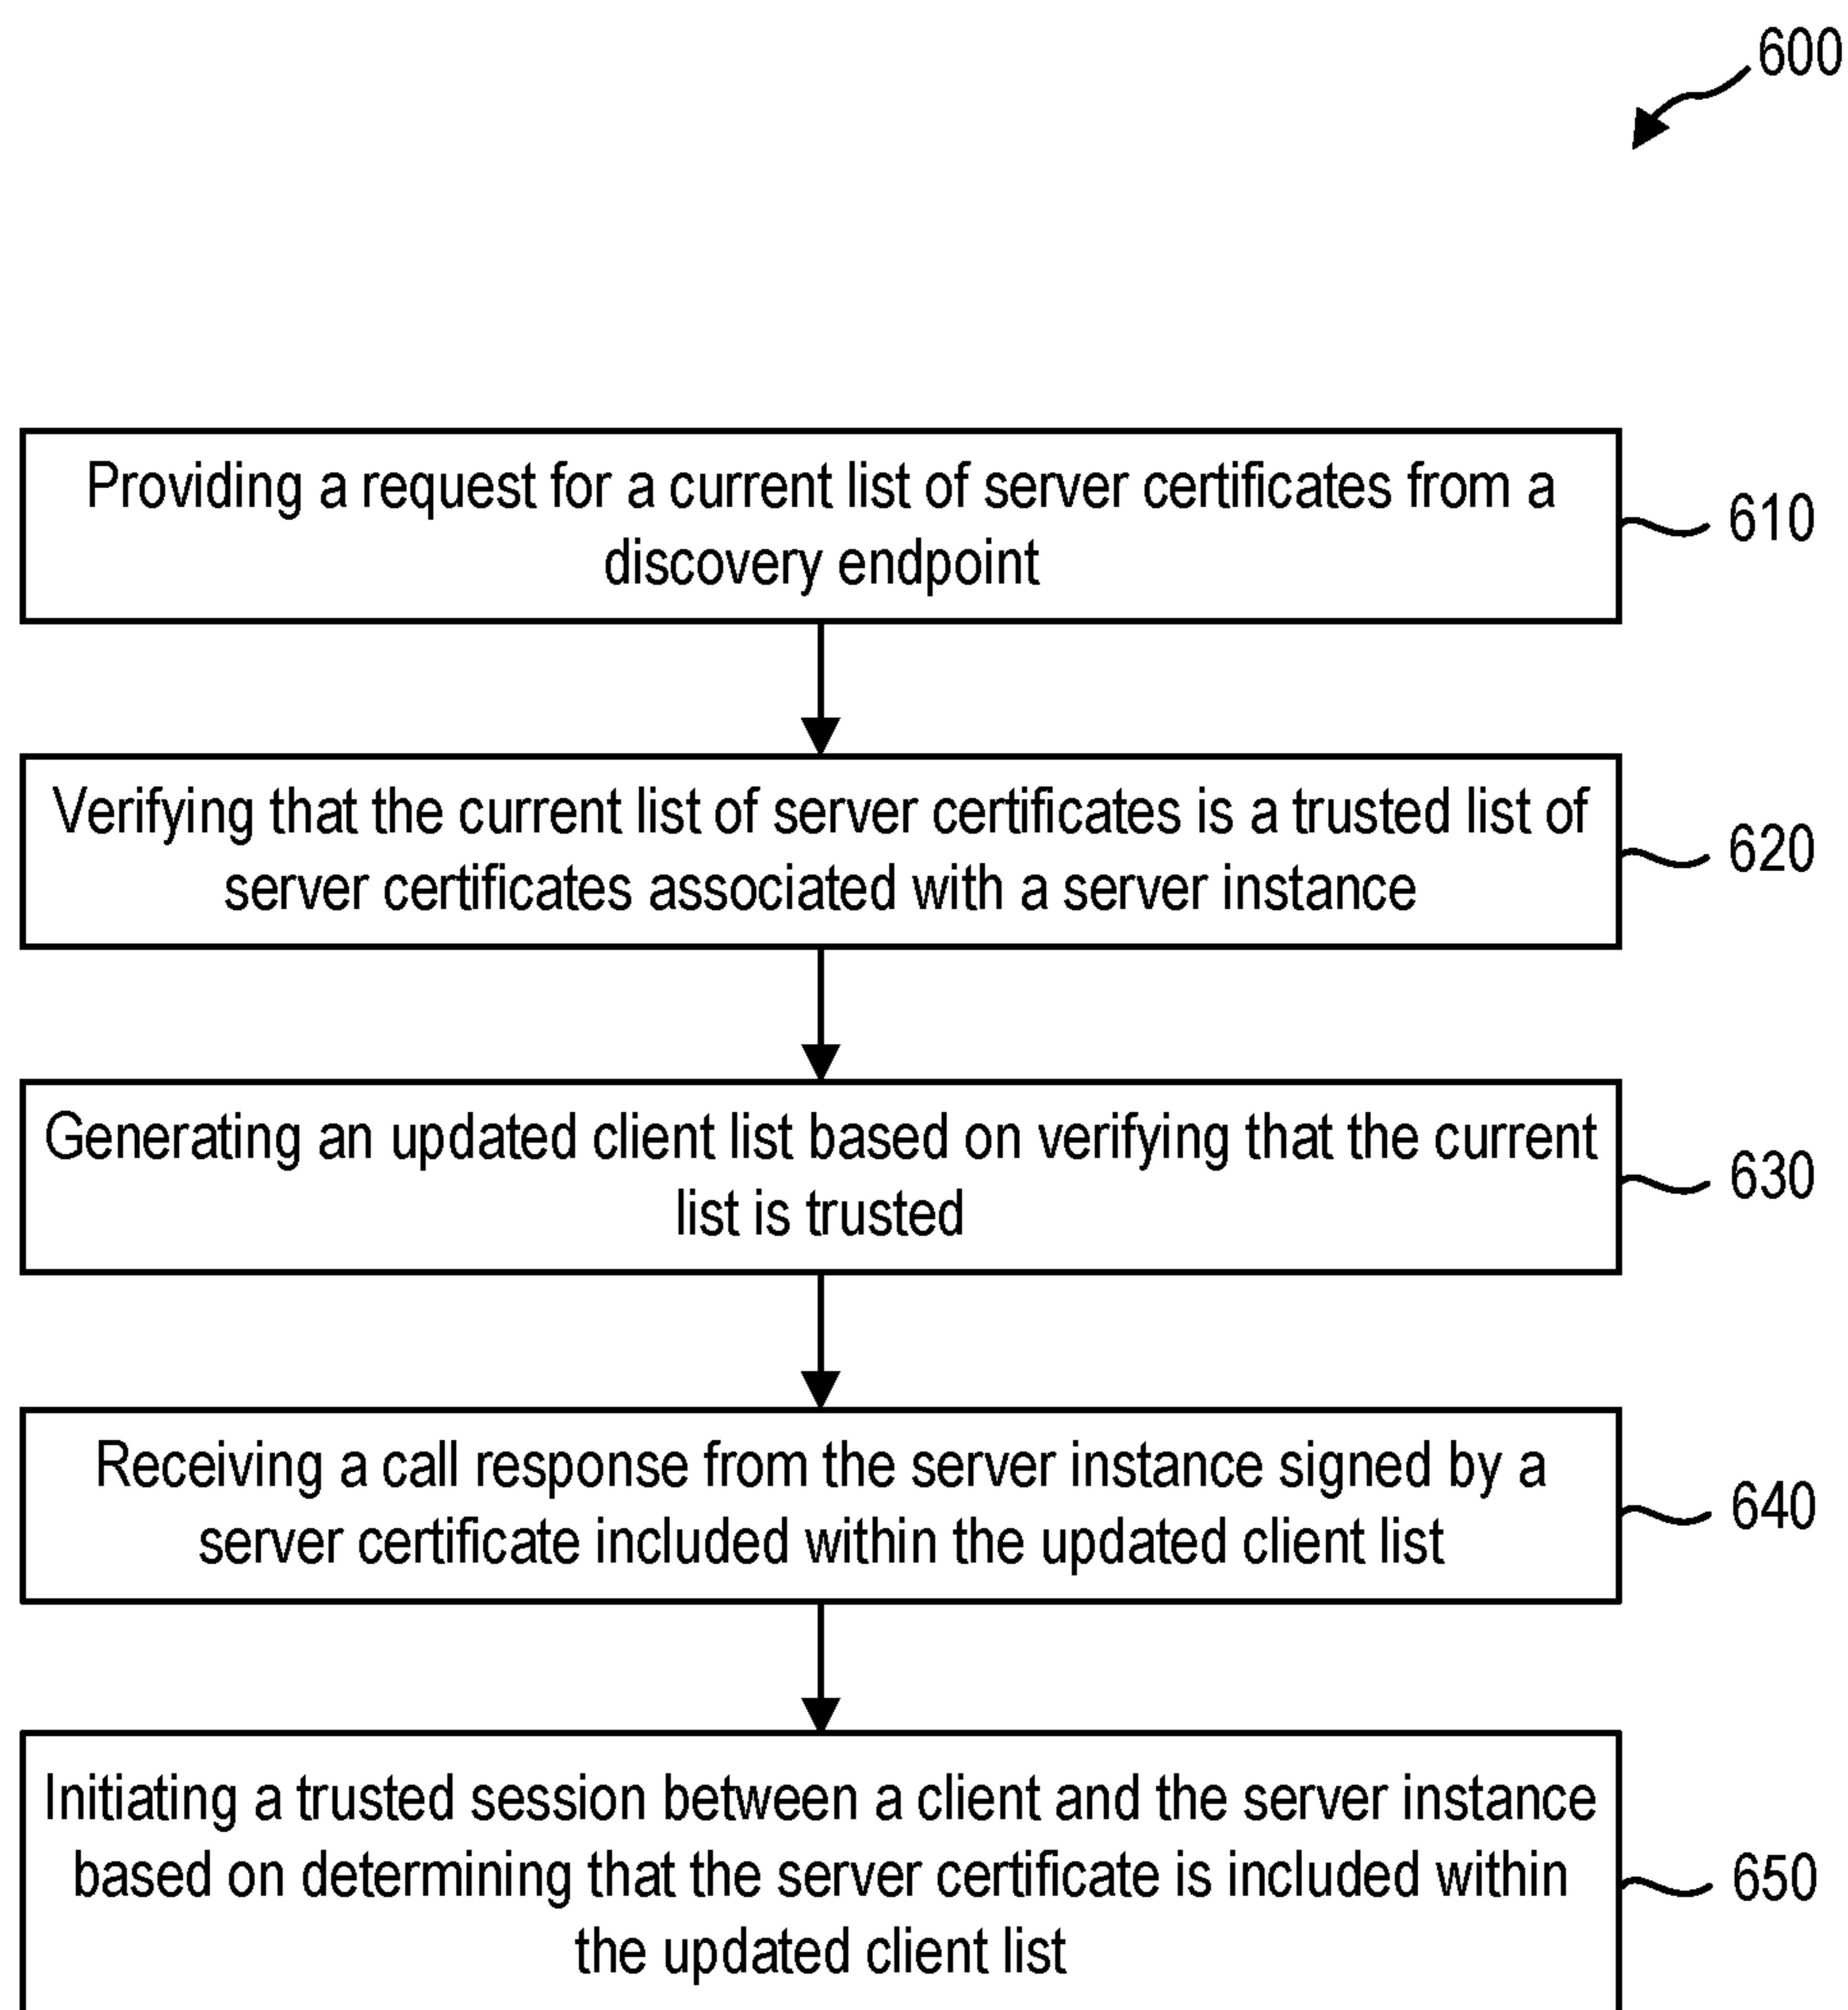 600
Providing a request for a current list of server certificates from a
discovery endpoint
610
Verifying that the current list of server certificates is a trusted list of
server certificates associated with a server instance
620
Generating an updated client list based on verifying that the current
list is trusted
630
Receiving a call response from the server instance signed by a
server certificate included within the updated client list
640
Initiating a trusted session between a client and the server instance
based on determining that the server certificate is included within
the updated client list
650